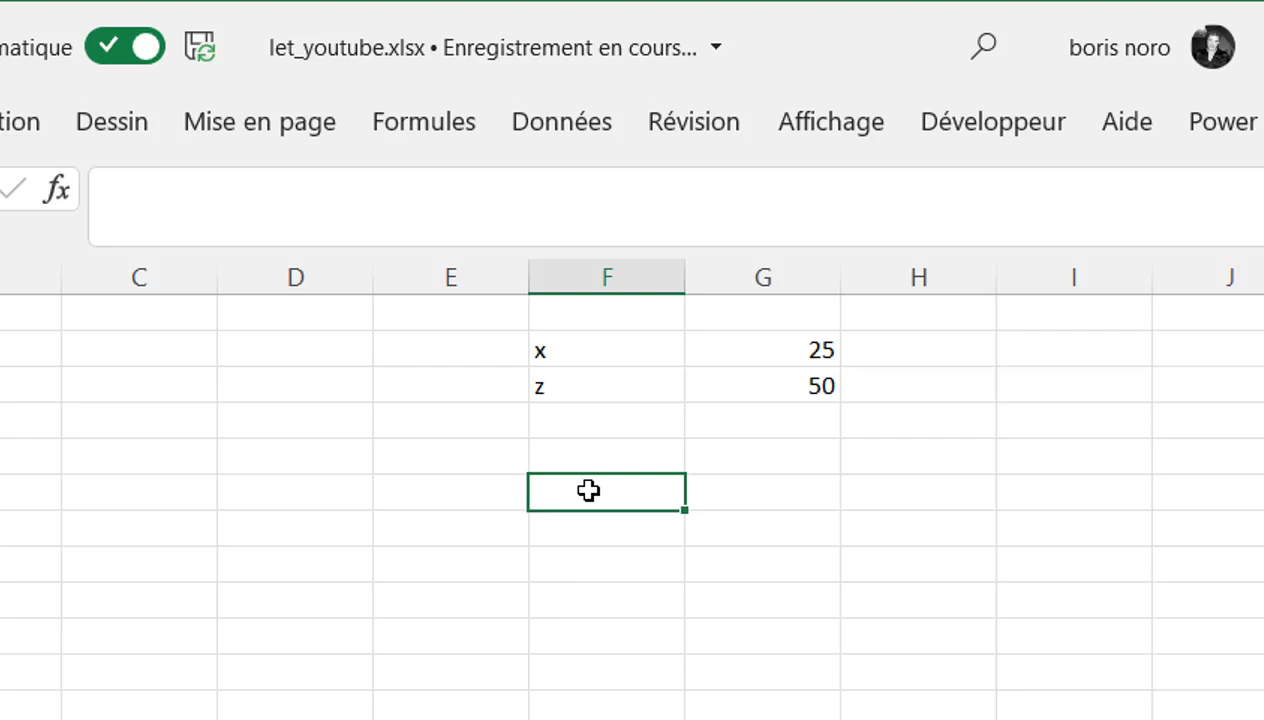 matique let_youtube.xlsx • Enregistrement en cours... boris noro
tion Dessin Mise en page Formules Données Révision Affichage Développeur Aide Power
fx
C D E F G H I J
x 25
z 50